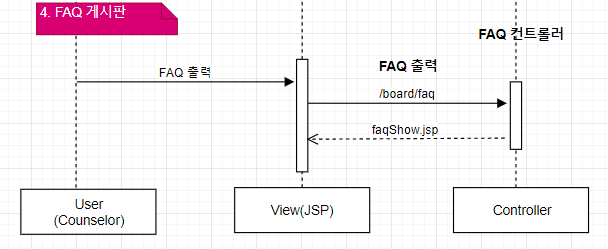 4. FAQ 게시판
FAQ 컨트롤러
FAQ 출력
FAQ 출력
/board/faq
faqShow.jsp
User
(Counselor)
View(JSP)
Controller